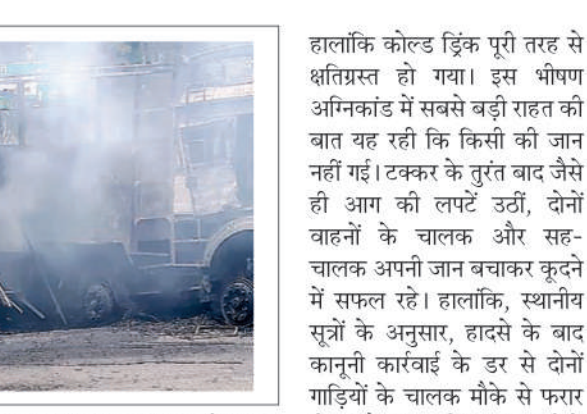 हालांकि कोल्ड ड्रिंक पूरी तरह से
क्षतिग्रस्त हो गया। इस भीषण
अग्निकांड में सबसे बड़ी राहत की
बात यह रही कि किसी की जान
नहीं गई। टक्कर के तुरंत बाद जैसे
ही आग की लपटें उठीं, दोनों
वाहनों के चालक और सह-
चालक अपनी जान बचाकर कूदने
में सफल रहे। हालांकि, स्थानीय
सूत्रों के अनुसार, हादसे के बाद
कानूनी कार्रवाई के डर से दोनों
गाड़ियों के चालक मौके से फरार